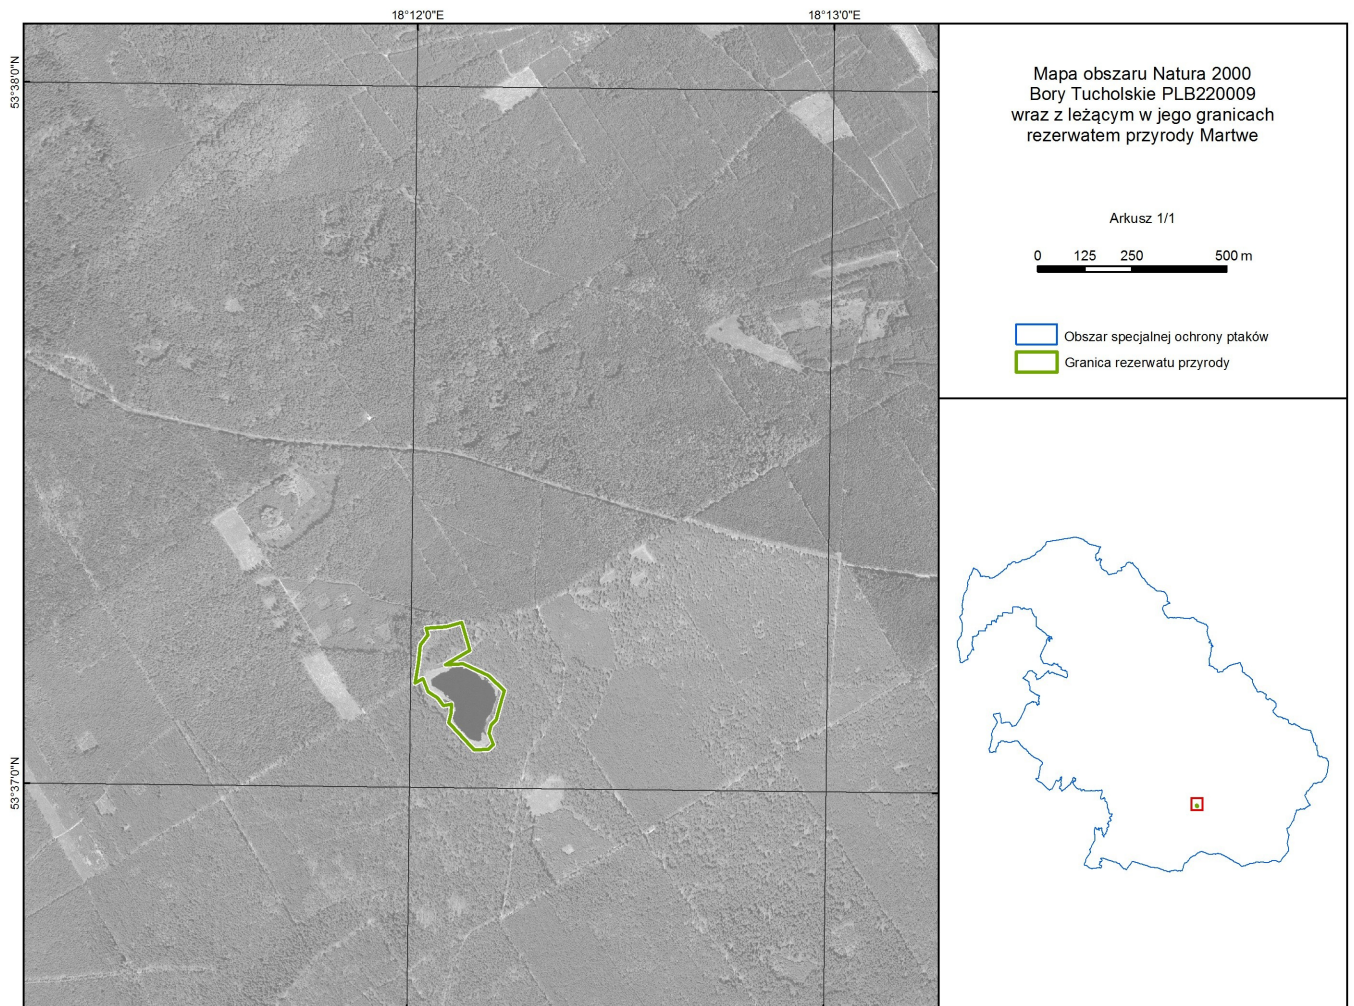 18°12'0"E
18°13'0"E
53°38'0"N
53°37'0"N
Mapa obszaru Natura 2000
Bory Tucholskie PLB220009
wraz z leżącym w jego granicach
rezerwatem przyrody Martwe
Arkusz 1/1
0 125 250 500 m
Obszar specjalnej ochrony ptaków
Granica rezerwatu przyrody